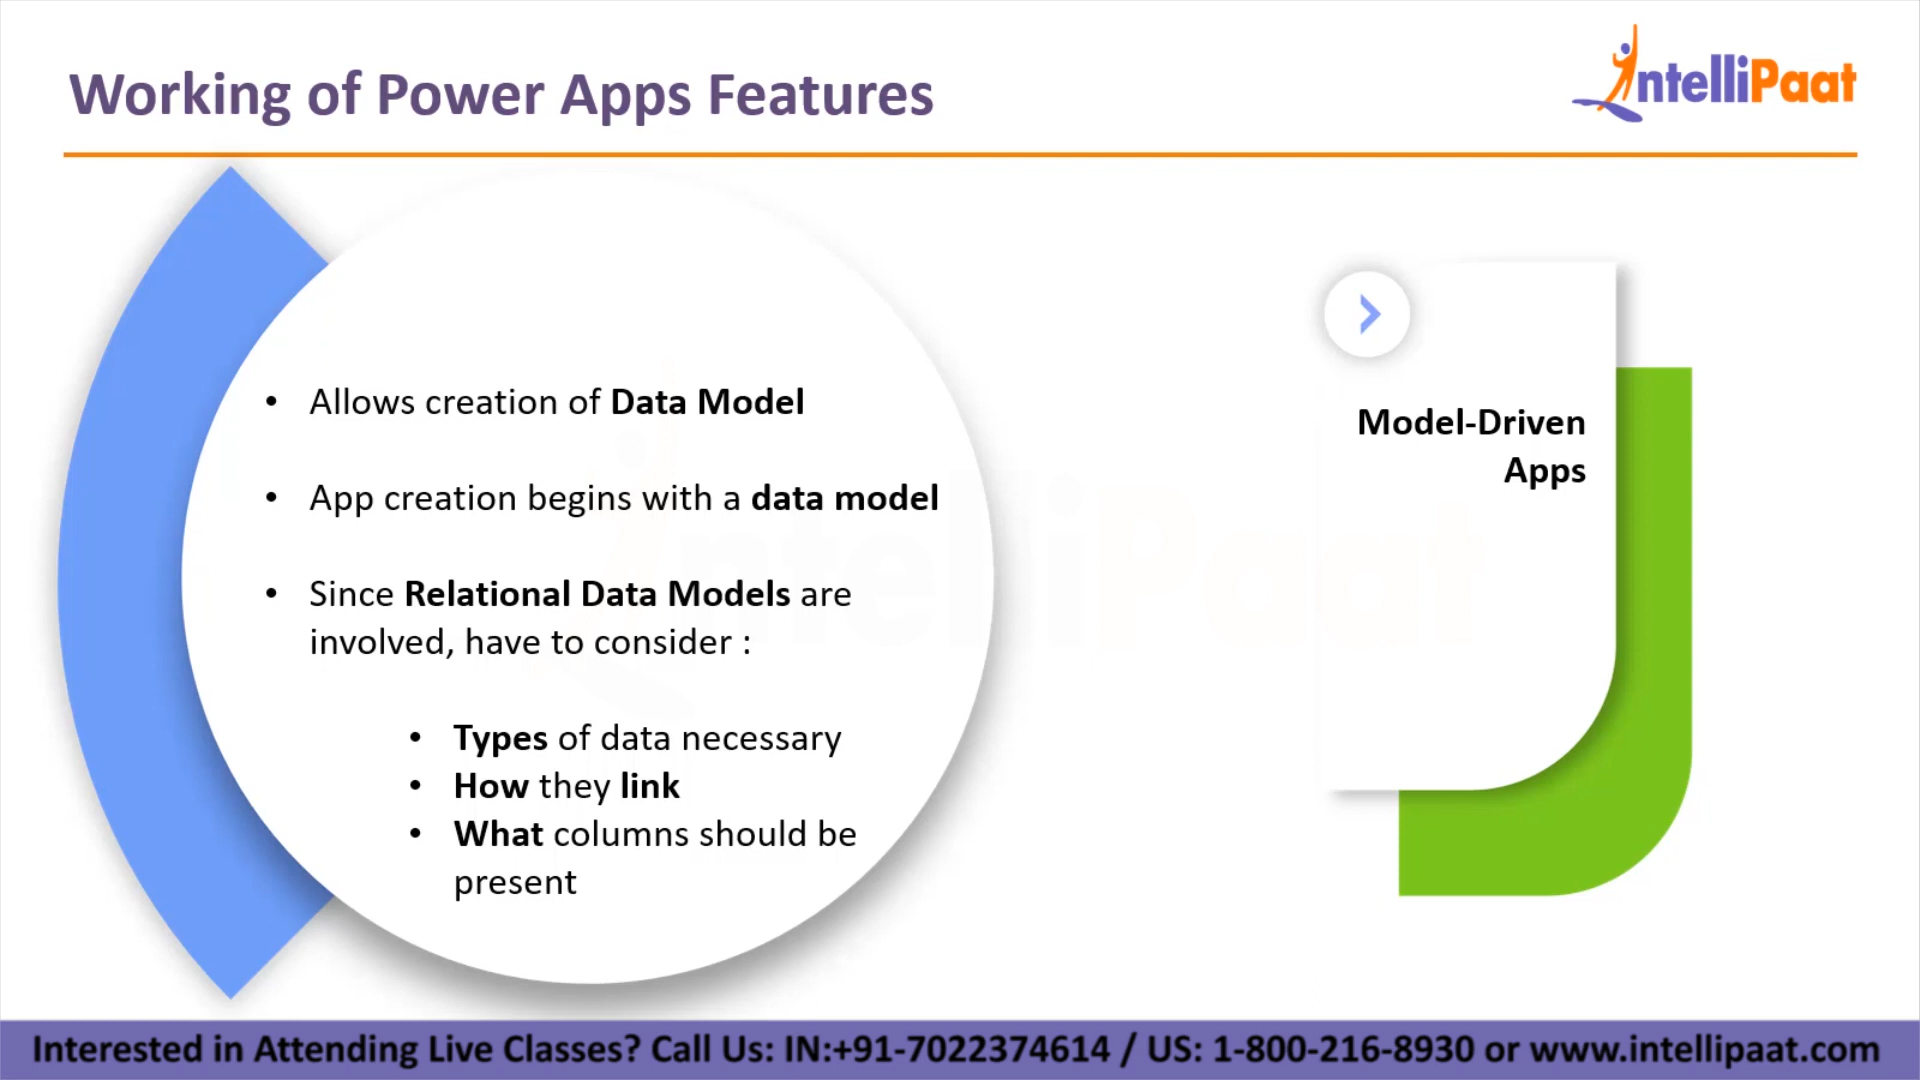 Working of Power Apps Features
IntelliPaat
• Allows creation of Data Model
• App creation begins with a data model
• Since Relational Data Models are
involved, have to consider :
• Types of data necessary
• How they link
• What columns should be
present
Model-Driven
Apps
Interested in Attending Live Classes? Call Us: IN:+91-7022374614 / US: 1-800-216-8930 or www.intellipaat.com